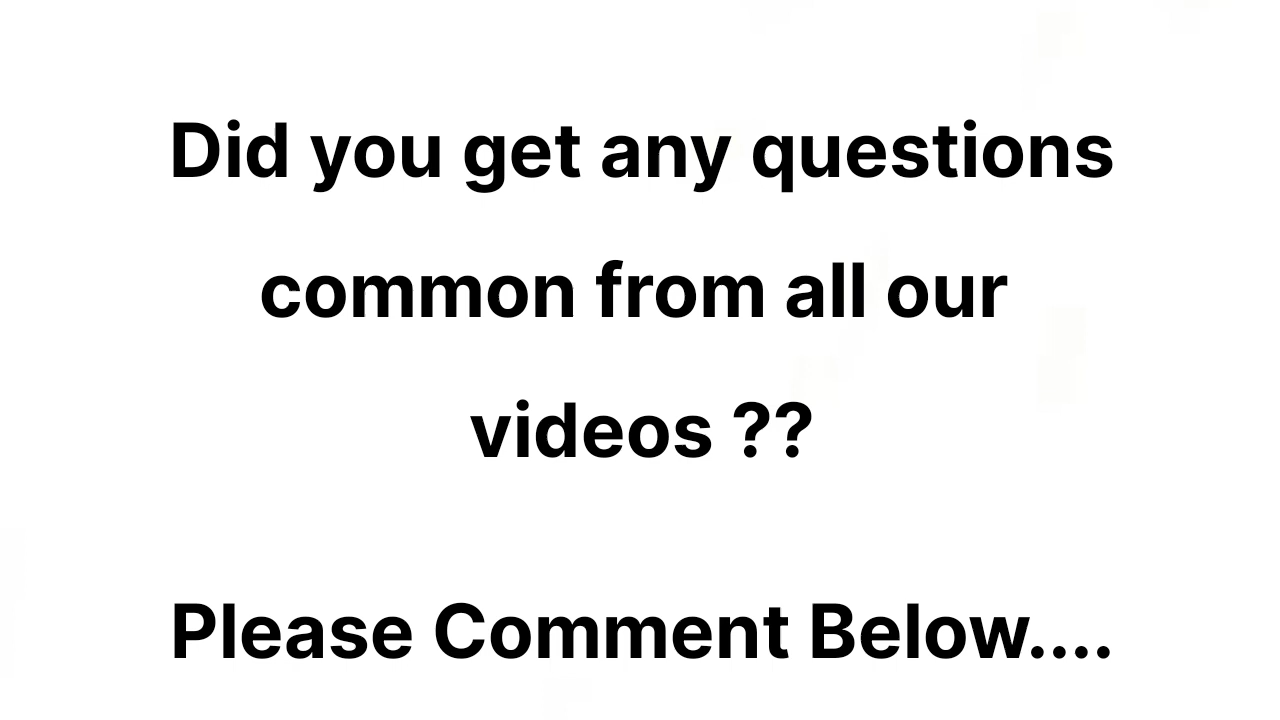 Did you get any questions
common from all our
videos ??
Please Comment Below....